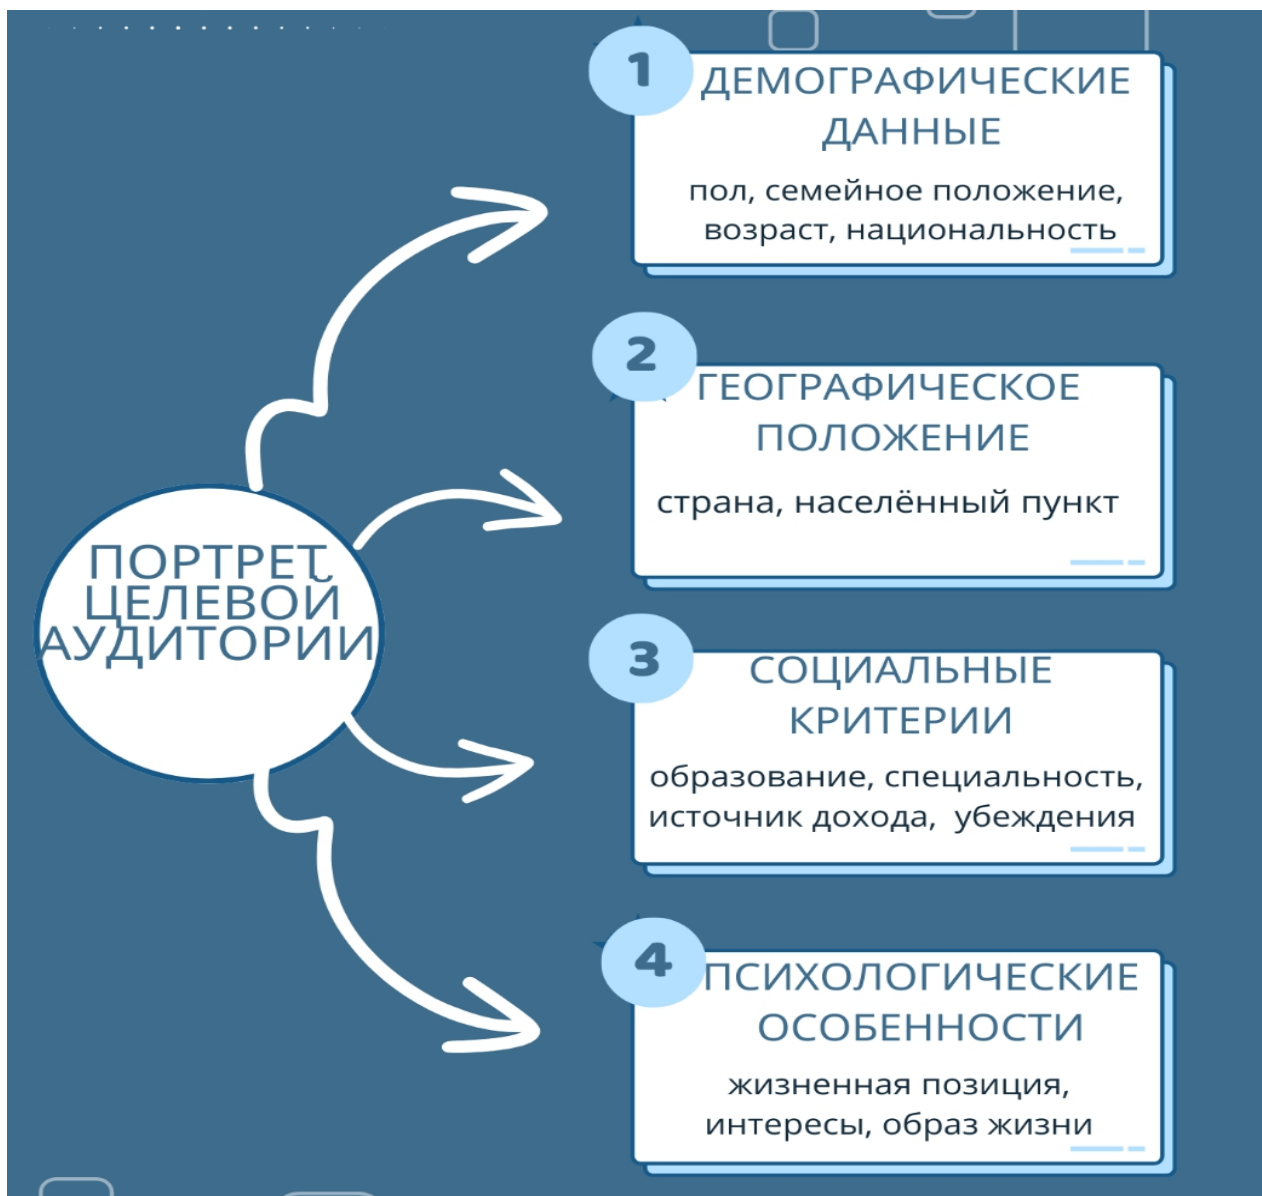 ПОРТРЕТ
ЦЕЛЕВОЙ
АУДИТОРИИ
1
ДЕМОГРАФИЧЕСКИЕ
ДАННЫЕ
пол, семейное положение,
возраст, национальность
2
ГЕОГРАФИЧЕСКОЕ
ПОЛОЖЕНИЕ
страна, населённый пункт
3
СОЦИАЛЬНЫЕ
КРИТЕРИИ
образование, специальность,
источник дохода, убеждения
4
ПСИХОЛОГИЧЕСКИЕ
ОСОБЕННОСТИ
жизненная позиция,
интересы, образ жизни